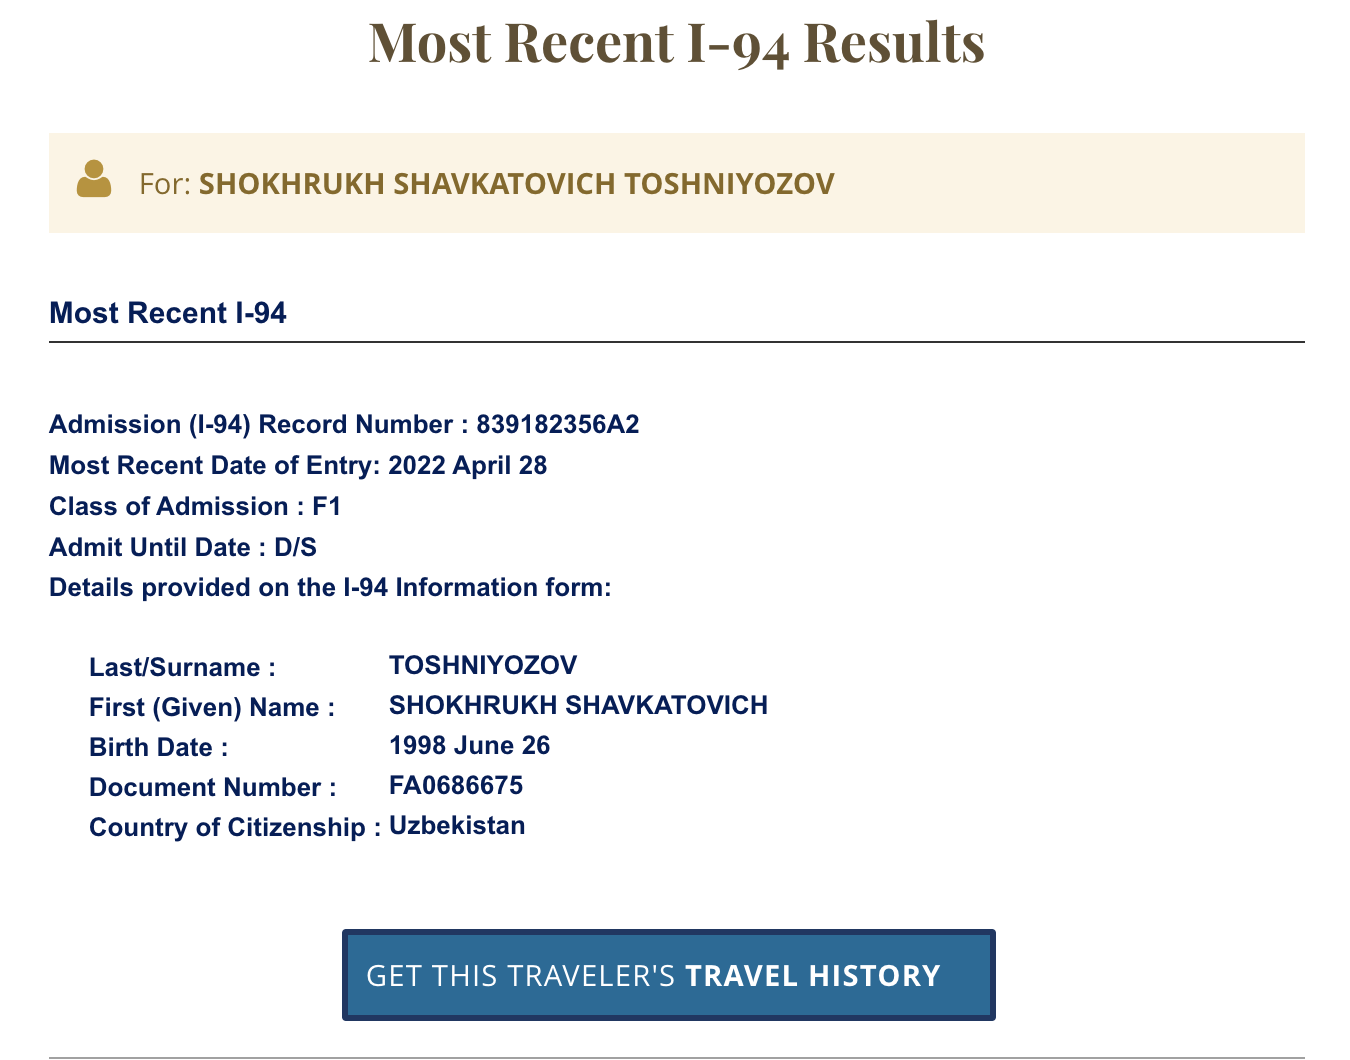 Most Recent I-94 Results
For: SHOKHRUKH SHAVKATOVICH TOSHNIYOZOV
Most Recent I-94
Admission (I-94) Record Number : 839182356A2
Most Recent Date of Entry: 2022 April 28
Class of Admission : F1
Admit Until Date : D/S
Details provided on the I-94 Information form:
Last/Surname : TOSHNIYOZOV
First (Given) Name : SHOKHRUKH SHAVKATOVICH
Birth Date : 1998 June 26
Document Number : FA0686675
Country of Citizenship : Uzbekistan
GET THIS TRAVELER'S TRAVEL HISTORY